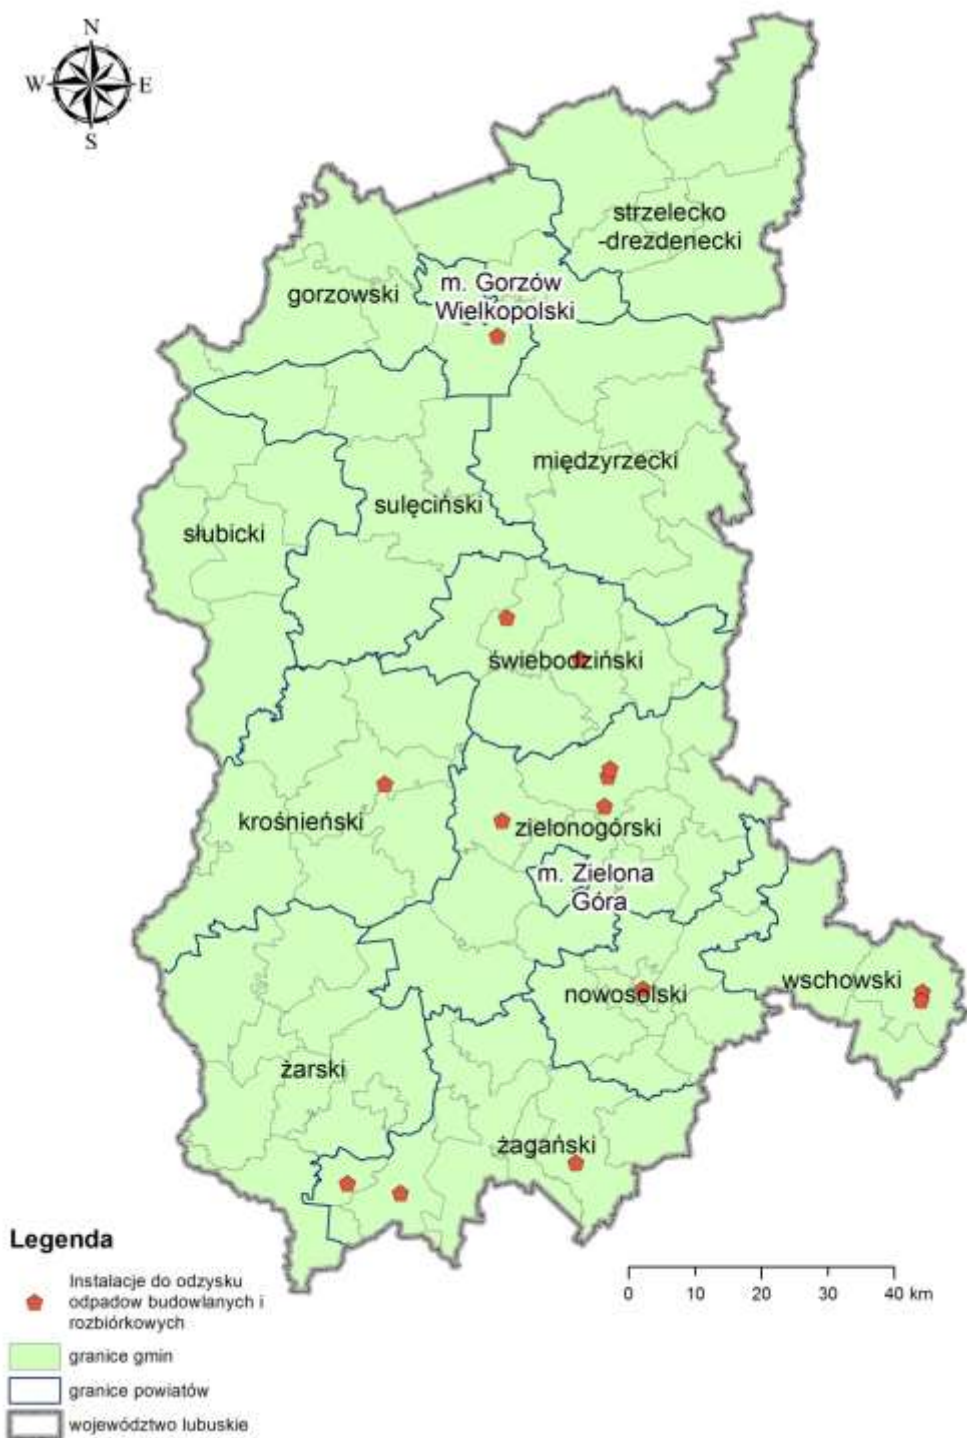 N
W E
S
strzelecko
-drezdenecki
m. Gorzów
Wielkopolski
gorzowski
międzyrzecki
sulęciński
słubicki
świebodziński
krośnieński
zielonogórski
m. Zielona
Góra
wschowski
nowosolski
żarski
żagański
Legenda
Instalacje do odzysku
odpadow budowlanych i
rozbiórkowych
granice gmin
granice powiatów
województwo lubuskie
0 10 20 30 40 km